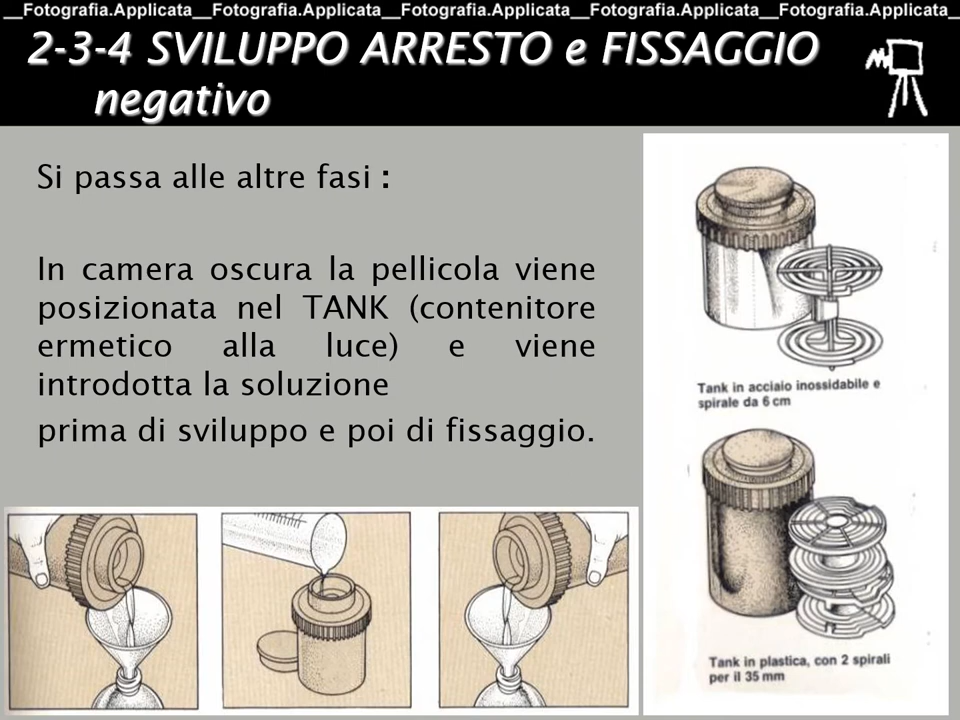 __Fotografia.Applicata__Fotografia.Applicata__Fotografia.Applicata__Fotografia.Applicata__Fotografia.Applicata_
2-3-4 SVILUPPO ARRESTO e FISSAGGIO
negativo
Si passa alle altre fasi :
In camera oscura la pellicola viene
posizionata nel TANK (contenitore
ermetico alla luce) e viene
introdotta la soluzione
prima di sviluppo e poi di fissaggio.
Tank in acciaio inossidabile e
spirale da 6 cm
Tank in plastica, con 2 spirali
per il 35 mm